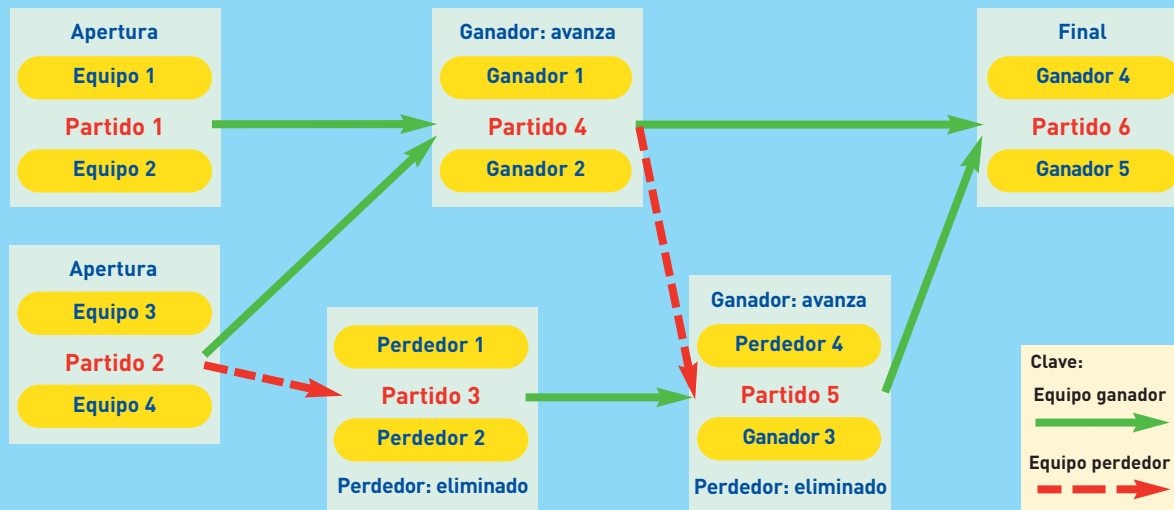 Apertura
Equipo 1
Partido 1
Equipo 2
Apertura
Equipo 3
Partido 2
Equipo 4
Perdedor 1
Partido 3
Perdedor 2
Perdedor: eliminado
Ganador: avanza
Ganador 1
Partido 4
Ganador 2
Ganador: avanza
Perdedor 4
Partido 5
Ganador 3
Perdedor: eliminado
Final
Ganador 4
Partido 6
Ganador 5
Clave:
Equipo ganador
Equipo perdedor